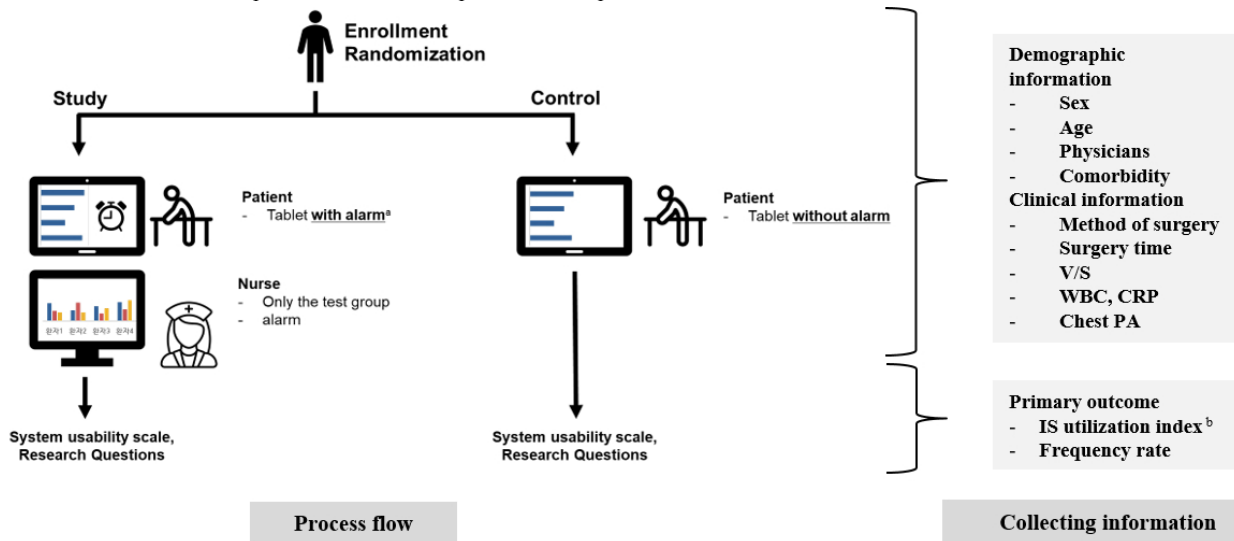 Enrollment
Randomization
Study
Control
Patient
- Tablet with alarmᵃ
Nurse
- Only the test group
- alarm
환자1 환자2 환자3 환자4
System usability scale,
Research Questions
Patient
- Tablet without alarm
System usability scale,
Research Questions
Process flow
Demographic
information
- Sex
- Age
- Physicians
- Comorbidity
Clinical information
- Method of surgery
- Surgery time
- V/S
- WBC, CRP
- Chest PA
Primary outcome
- IS utilization index ᵇ
- Frequency rate
Collecting information